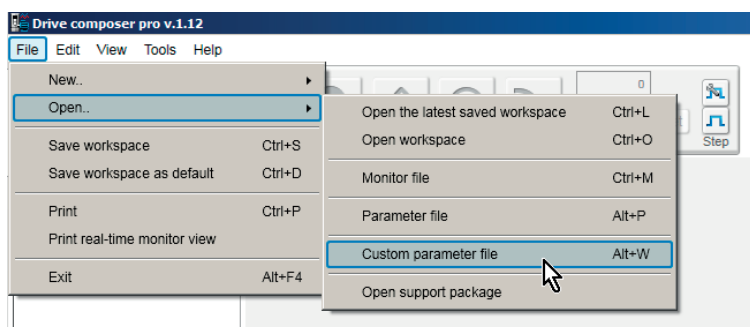 Drive composer pro v.1.12
File Edit View Tools Help
New..
Open..
Save workspace Ctrl+S
Save workspace as default Ctrl+D
Print Ctrl+P
Print real-time monitor view
Exit Alt+F4
0
Step
Open the latest saved workspace Ctrl+L
Open workspace Ctrl+O
Monitor file Ctrl+M
Parameter file Alt+P
Custom parameter file Alt+W
Open support package